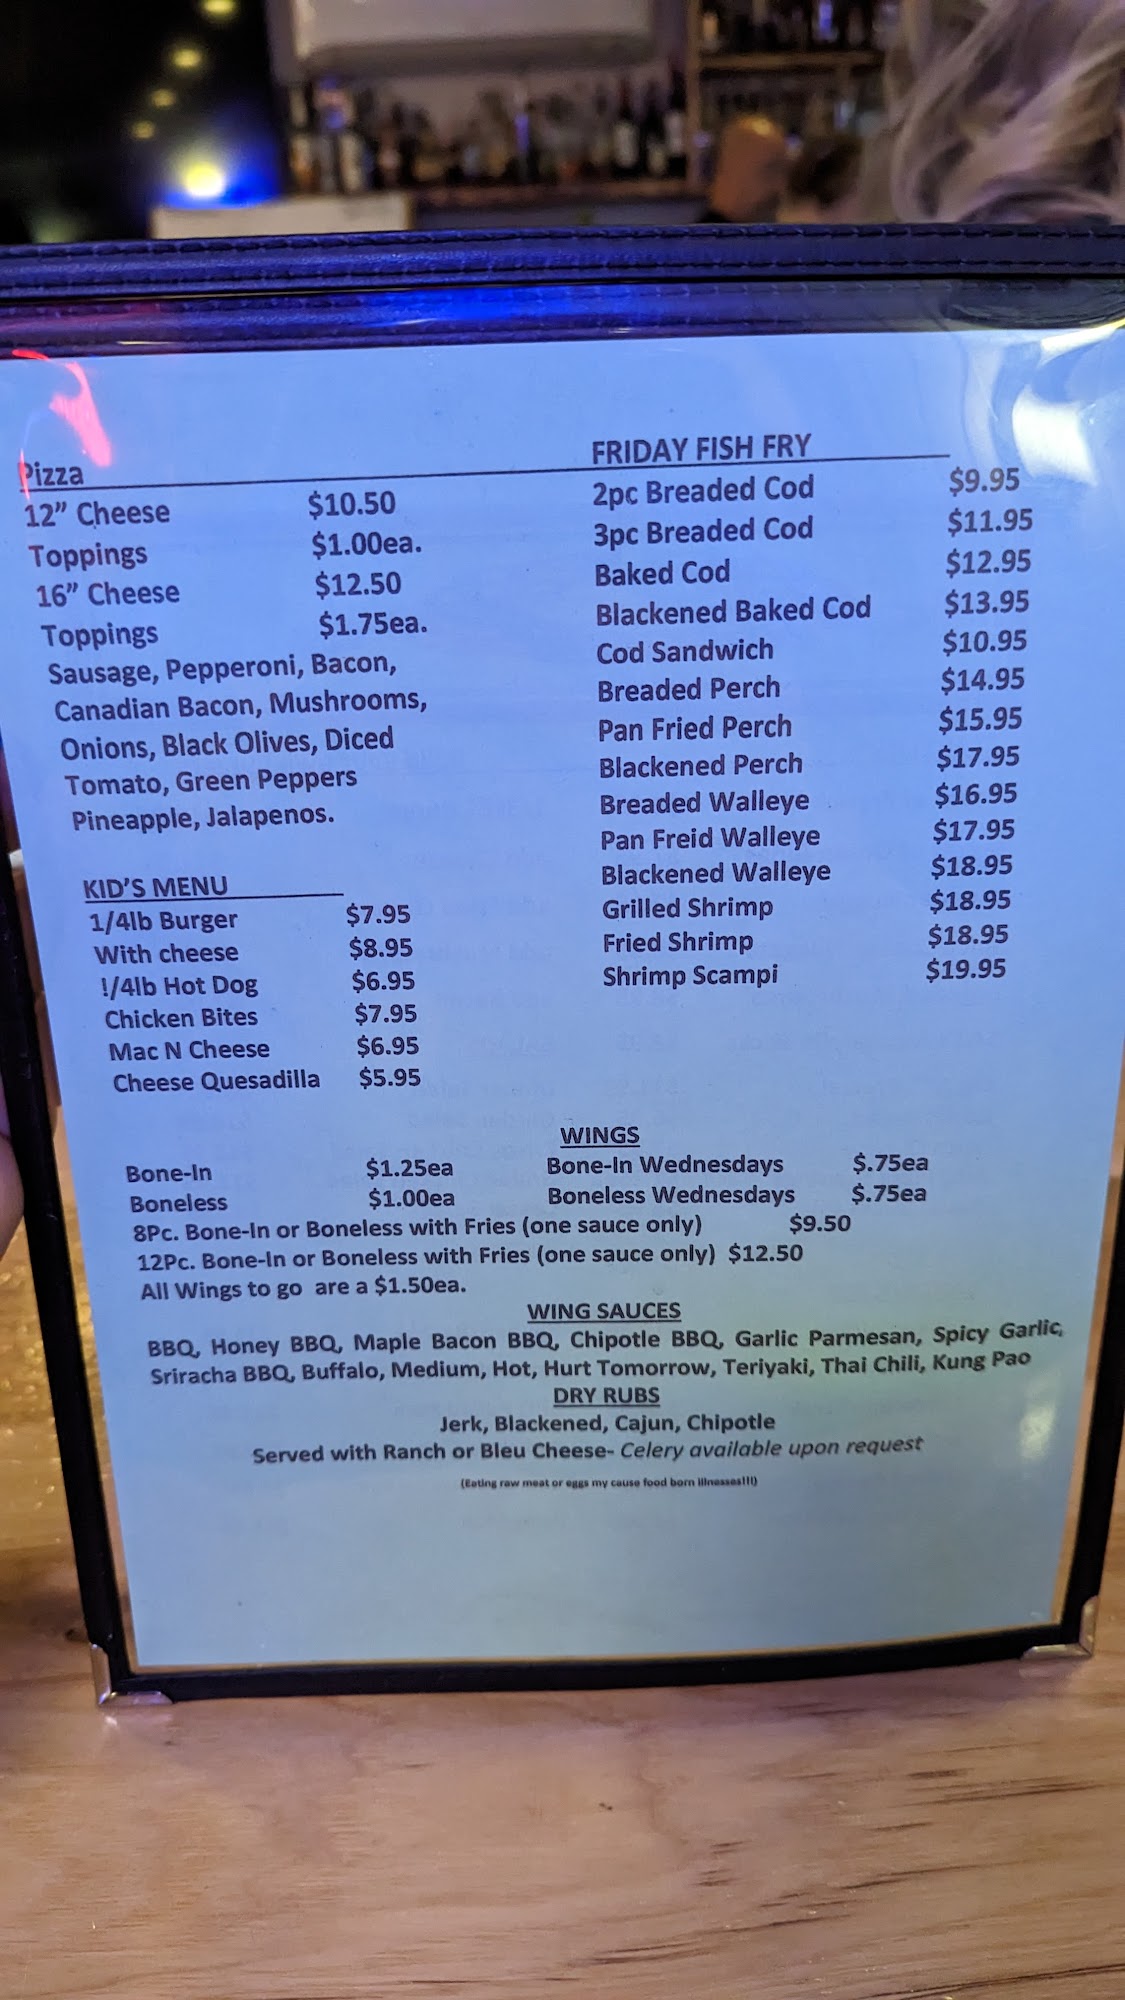 Pizza
12” Cheese $10.50
Toppings $1.00ea.
16” Cheese $12.50
Toppings $1.75ea.
Sausage, Pepperoni, Bacon,
Canadian Bacon, Mushrooms,
Onions, Black Olives, Diced
Tomato, Green Peppers
Pineapple, Jalapenos.
KID’S MENU
1/4lb Burger $7.95
With cheese $8.95
!/4lb Hot Dog $6.95
Chicken Bites $7.95
Mac N Cheese $6.95
Cheese Quesadilla $5.95
FRIDAY FISH FRY
2pc Breaded Cod $9.95
3pc Breaded Cod $11.95
Baked Cod $12.95
Blackened Baked Cod $13.95
Cod Sandwich $10.95
Breaded Perch $14.95
Pan Fried Perch $15.95
Blackened Perch $17.95
Breaded Walleye $16.95
Pan Freid Walleye $17.95
Blackened Walleye $18.95
Grilled Shrimp $18.95
Fried Shrimp $18.95
Shrimp Scampi $19.95
WINGS
Bone-In $1.25ea Bone-In Wednesdays $.75ea
Boneless $1.00ea Boneless Wednesdays $.75ea
8Pc. Bone-In or Boneless with Fries (one sauce only) $9.50
12Pc. Bone-In or Boneless with Fries (one sauce only) $12.50
All Wings to go are a $1.50ea.
WING SAUCES
BBQ, Honey BBQ, Maple Bacon BBQ, Chipotle BBQ, Garlic Parmesan, Spicy Garlic,
Sriracha BBQ, Buffalo, Medium, Hot, Hurt Tomorrow, Teriyaki, Thai Chili, Kung Pao
DRY RUBS
Jerk, Blackened, Cajun, Chipotle
Served with Ranch or Bleu Cheese- Celery available upon request
(Eating raw meat or eggs my cause food born illnesses!!!)